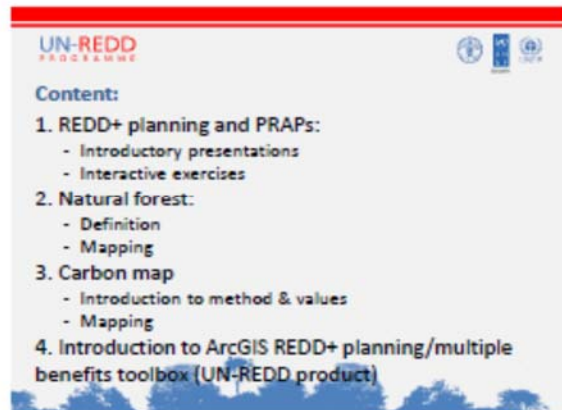 UN-REDD
PROGRAMME
Content:
1. REDD+ planning and PRAPs:
- Introductory presentations
- Interactive exercises
2. Natural forest:
- Definition
- Mapping
3. Carbon map
- Introduction to method & values
- Mapping
4. Introduction to ArcGIS REDD+ planning/multiple
benefits toolbox (UN-REDD product)